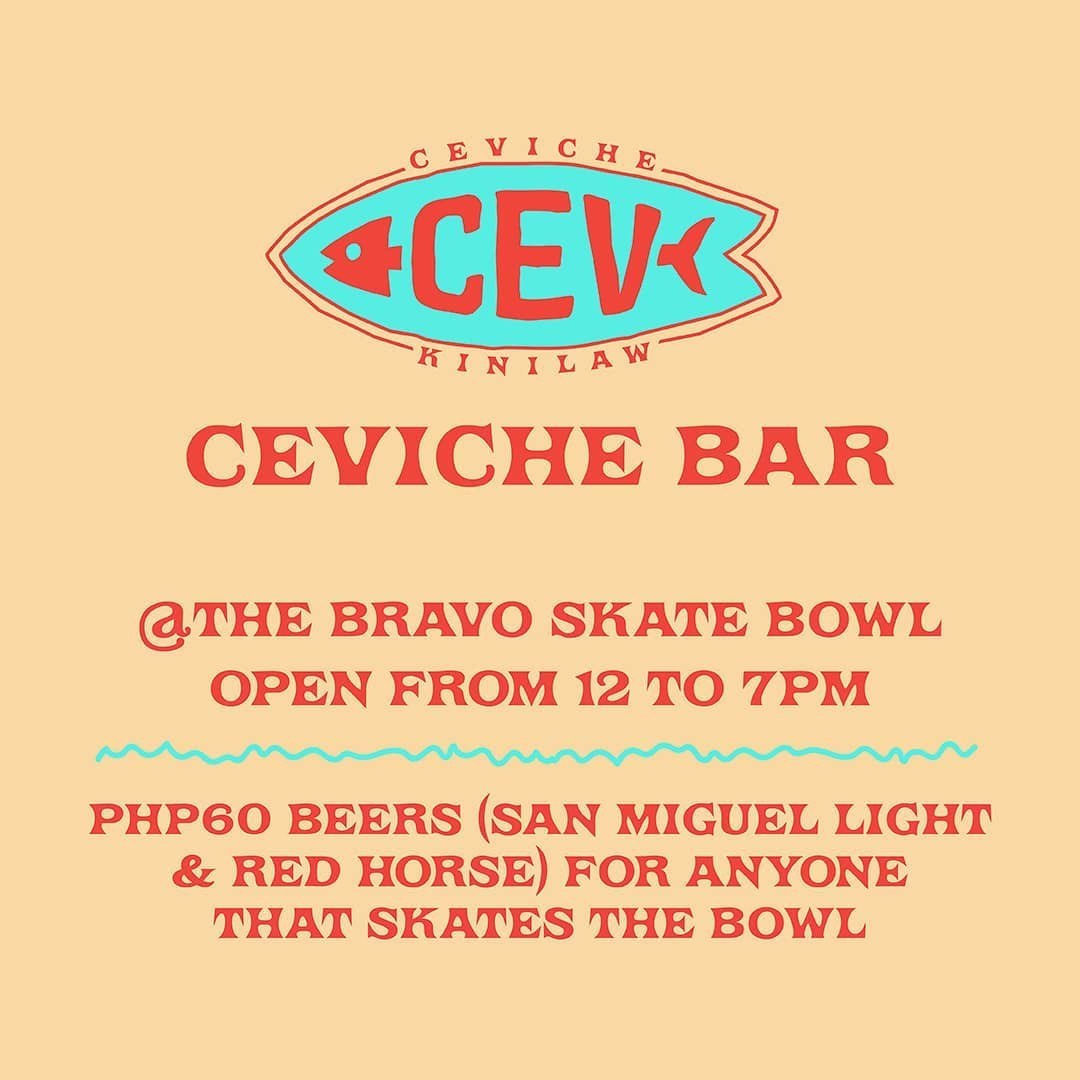 CEVICHE
CEV
KINILAW
CEVICHE BAR
@THE BRAVO SKATE BOWL
OPEN FROM 12 TO 7PM
PHP60 BEERS (SAN MIGUEL LIGHT
& RED HORSE) FOR ANYONE
THAT SKATES THE BOWL